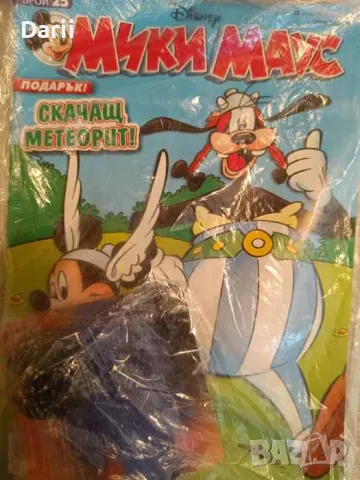 БРОЙ 25
Darii
Disney
МИКИ МАУС
ПОДАРЪК!
СКАЧАЩ
МЕТЕОРИТ!
BAZAR